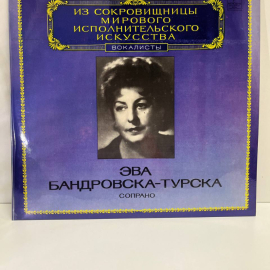 ИЗ СОКРОВИЩНИЦЫ
МИРОВОГО
ИСПОЛНИТЕЛЬСКОГО
ИСКУССТВА
ВОКАЛИСТЫ
ЭВА
БАНДРОВСКА-ТУРСКА
СОПРАНО